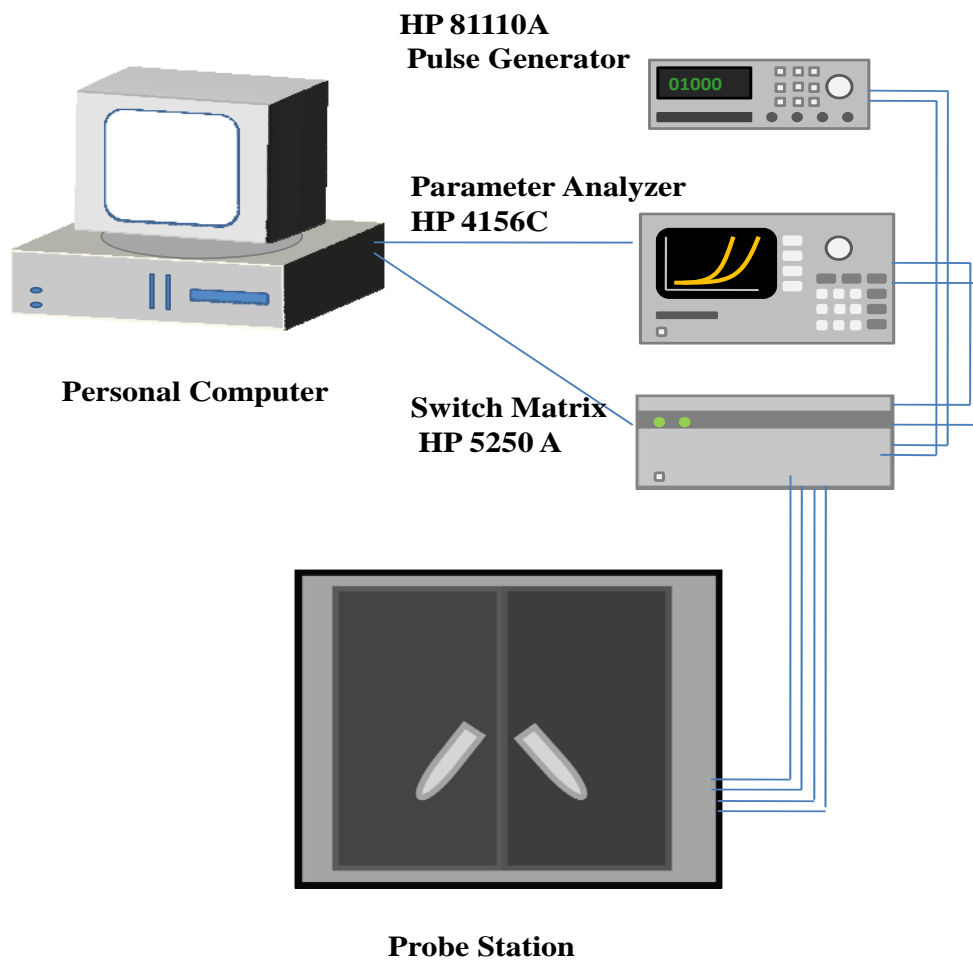 HP 81110A
Pulse Generator
01000
Parameter Analyzer
HP 4156C
Personal Computer
Switch Matrix
HP 5250 A
Probe Station